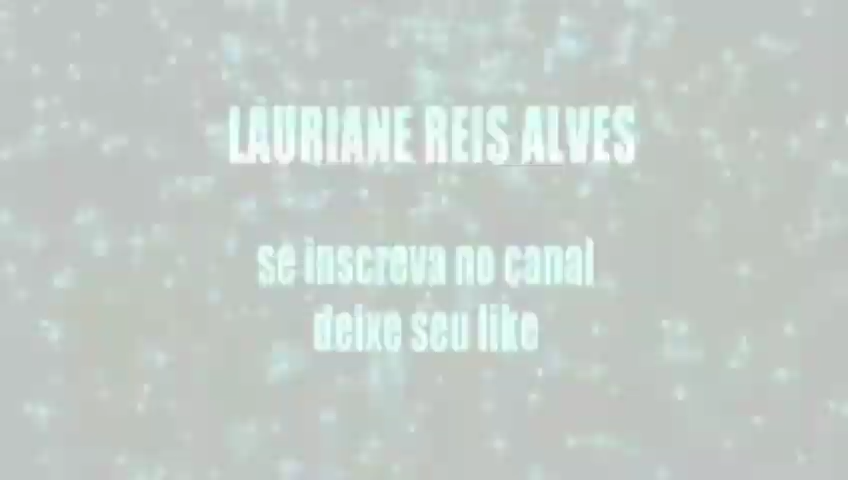 LAURIANE REIS ALVES
se inscreva no canal
deixe seu like